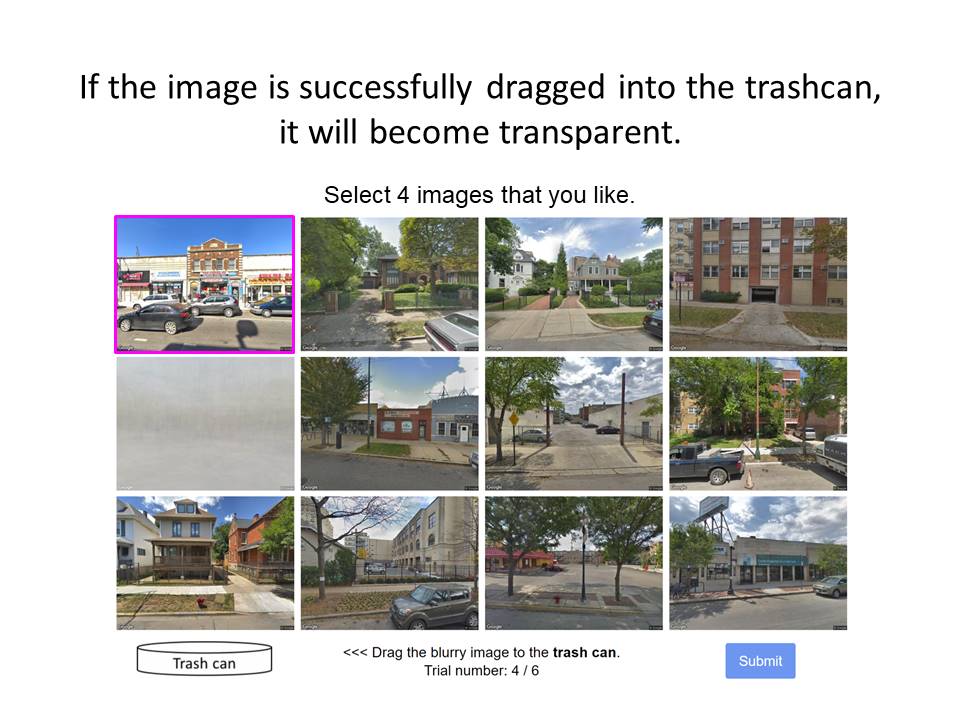 If the image is successfully dragged into the trashcan,
it will become transparent.
Select 4 images that you like.
Trash can
<<< Drag the blurry image to the trash can.
Trial number: 4 / 6
Submit